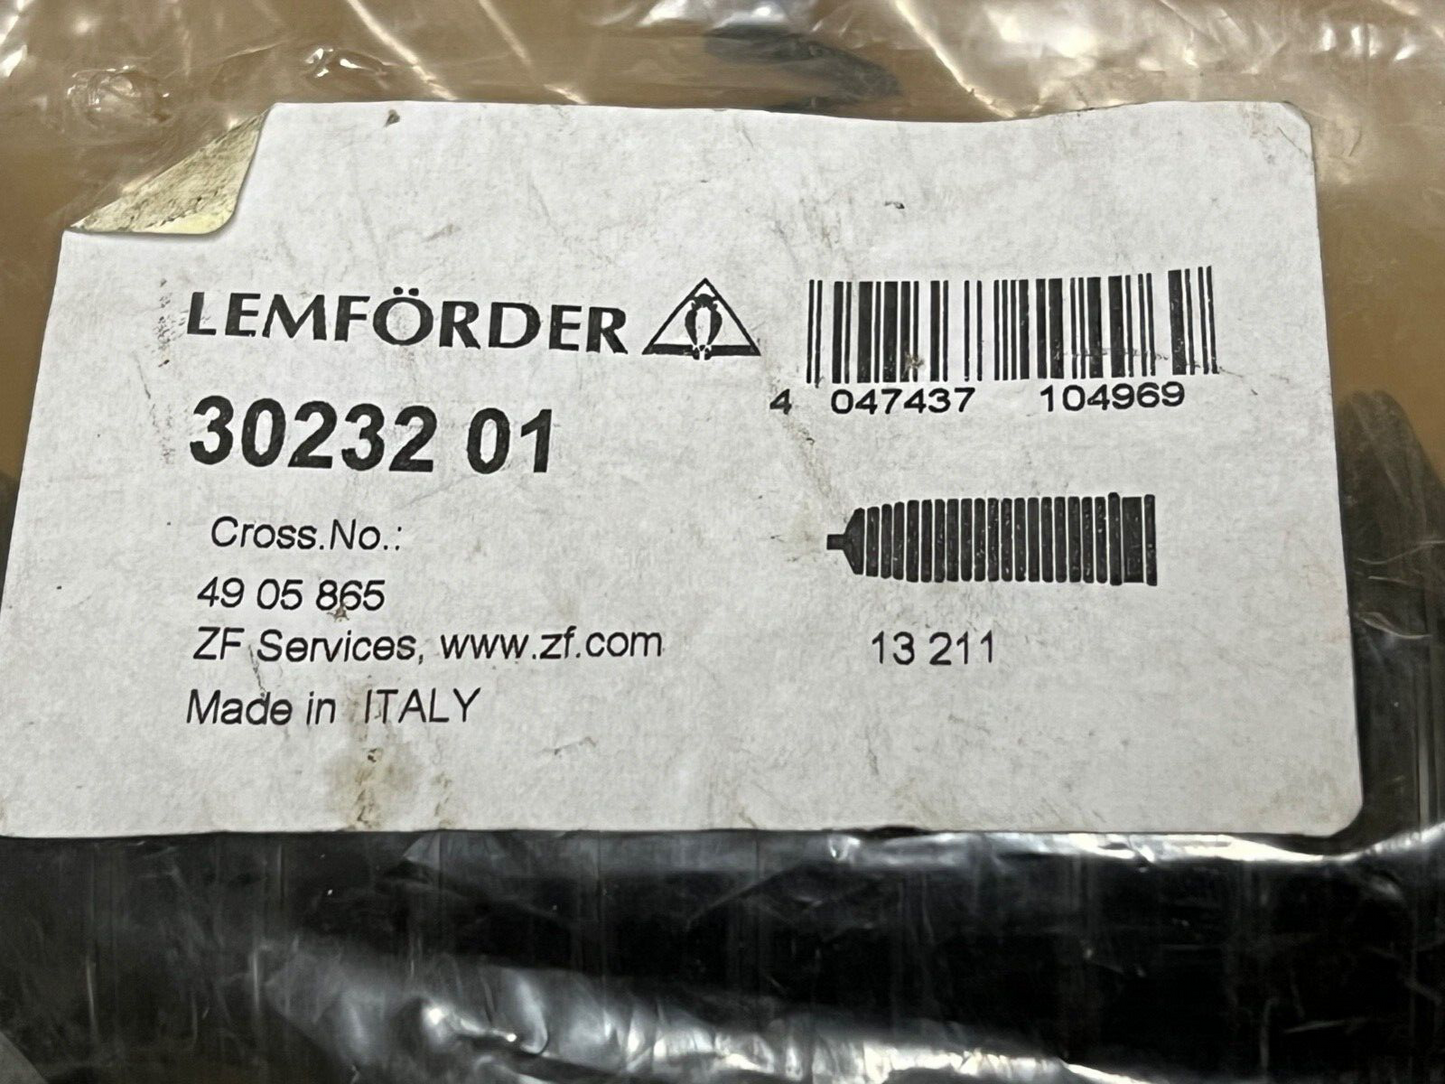 LEMFÖRDER
4 047437 104969
30232 01
Cross.No.:
49 05 865
ZF Services, www.zf.com
13 211
Made in ITALY